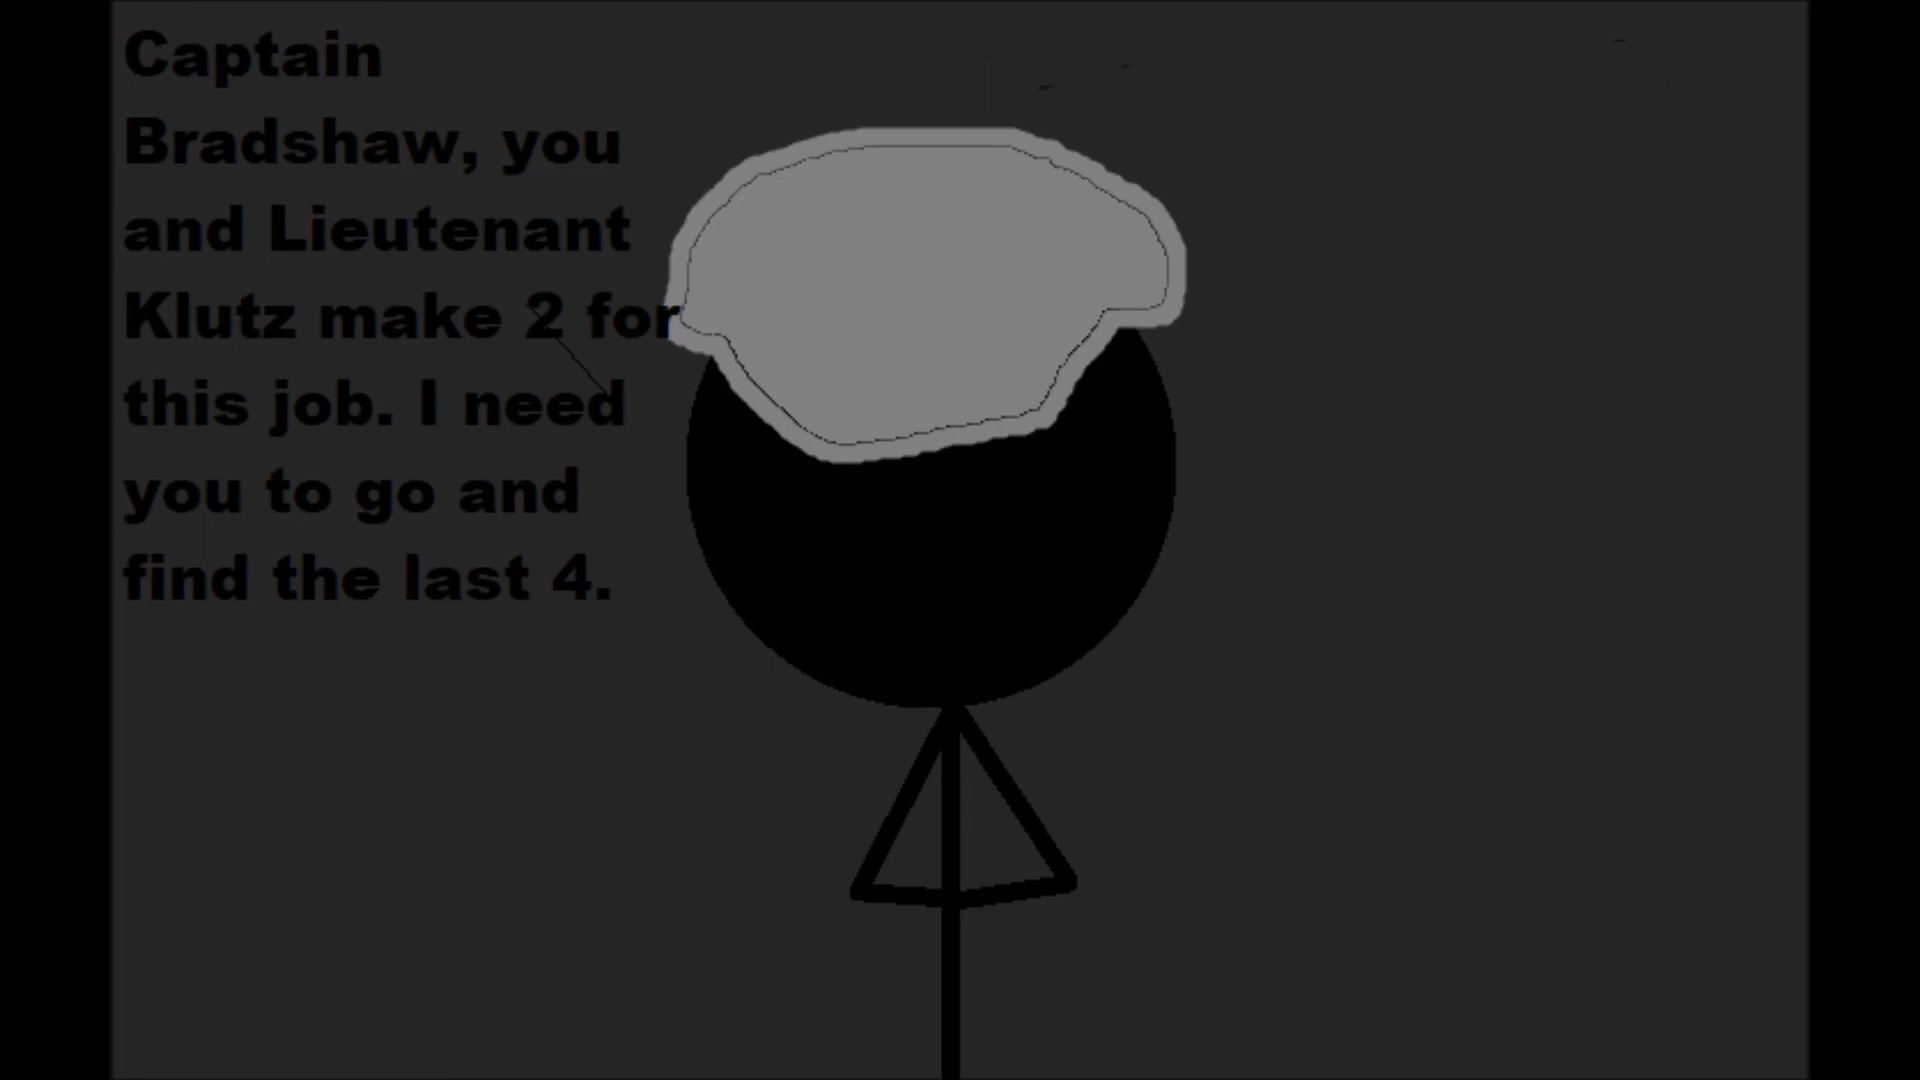 Captain
Bradshaw, you
and Lieutenant
Klutz make 2 for
this job. I need
you to go and
find the last 4.